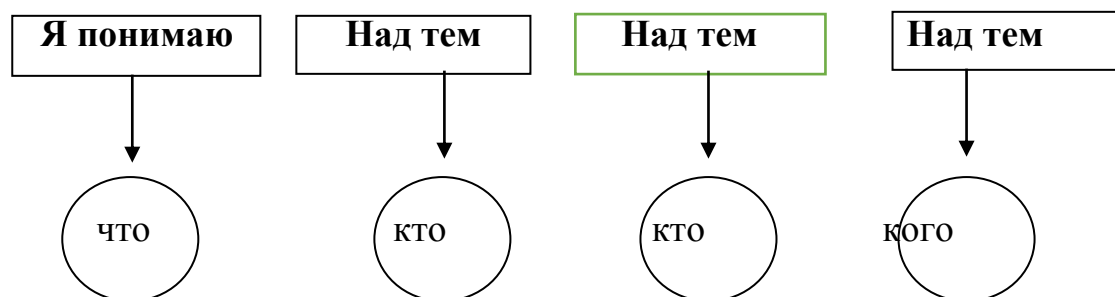 Я понимаю Над тем Над тем Над тем
что кто кто кого